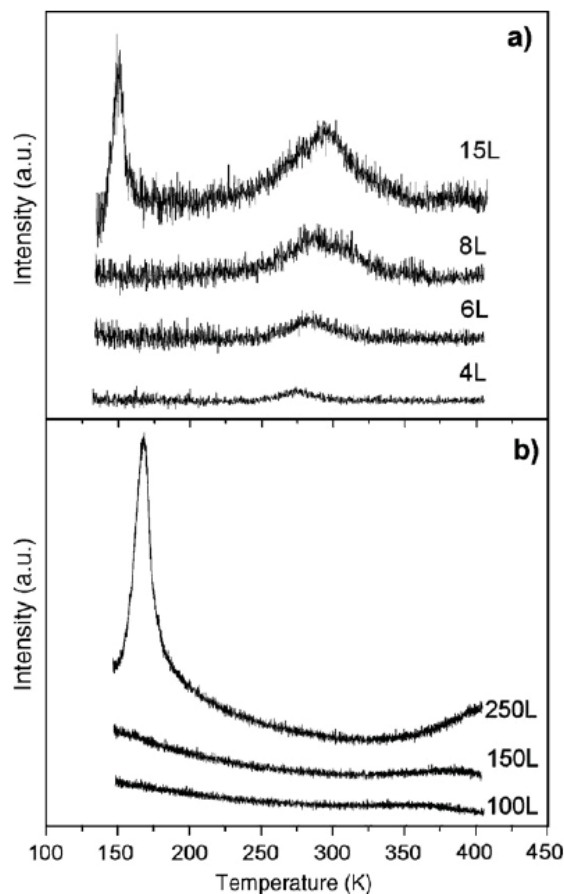 a)
Intensity (a.u.)
15L
8L
6L
4L
b)
Intensity (a.u.)
250L
150L
100L
100 150 200 250 300 350 400 450
Temperature (K)